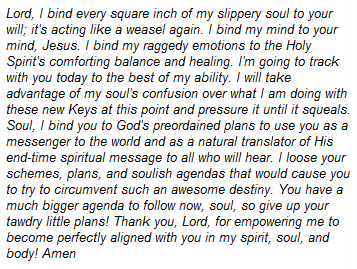 Lord, I bind every square inch of my slippery soul to your
will; it's acting like a weasel again. I bind my mind to your
mind, Jesus. I bind my raggedy emotions to the Holy
Spirit's comforting balance and healing. I'm going to track
with you today to the best of my ability. I will take
advantage of my soul's confusion over what I am doing with
these new Keys at this point and pressure it until it squeals.
Soul, I bind you to God's preordained plans to use you as a
messenger to the world and as a natural translator of His
end-time spiritual message to all who will hear. I loose your
schemes, plans, and soulish agendas that would cause you
to try to circumvent such an awesome destiny. You have a
much bigger agenda to follow now, soul, so give up your
tawdry little plans! Thank you, Lord, for empowering me to
become perfectly aligned with you in my spirit, soul, and
body! Amen